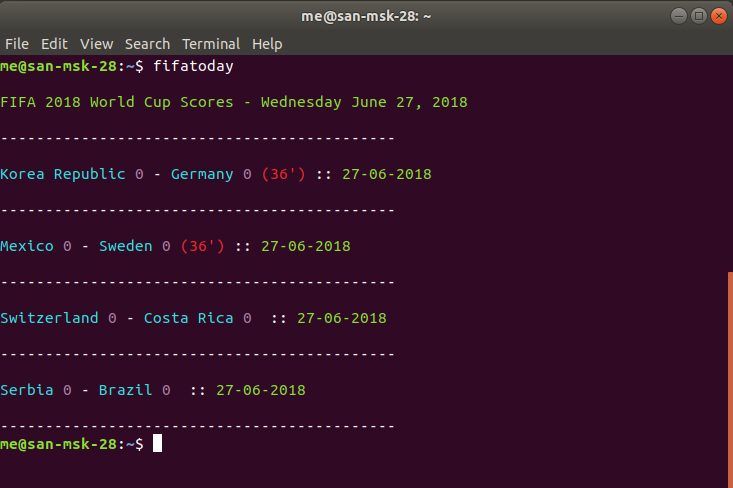 me@san-msk-28: ~
File Edit View Search Terminal Help
me@san-msk-28:~$ fifatoday
FIFA 2018 World Cup Scores - Wednesday June 27, 2018
--------------------------------------------
Korea Republic 0 - Germany 0 (36') :: 27-06-2018
--------------------------------------------
Mexico 0 - Sweden 0 (36') :: 27-06-2018
--------------------------------------------
Switzerland 0 - Costa Rica 0  :: 27-06-2018
--------------------------------------------
Serbia 0 - Brazil 0  :: 27-06-2018
--------------------------------------------
me@san-msk-28:~$